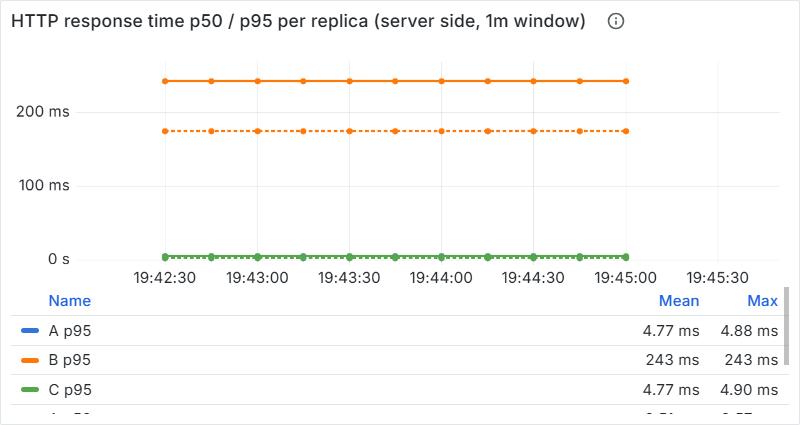 HTTP response time p50 / p95 per replica (server side, 1m window)
200 ms
100 ms
0 s
19:42:30 19:43:00 19:43:30 19:44:00 19:44:30 19:45:00 19:45:30
Name Mean Max
A p95 4.77 ms 4.88 ms
B p95 243 ms 243 ms
C p95 4.77 ms 4.90 ms